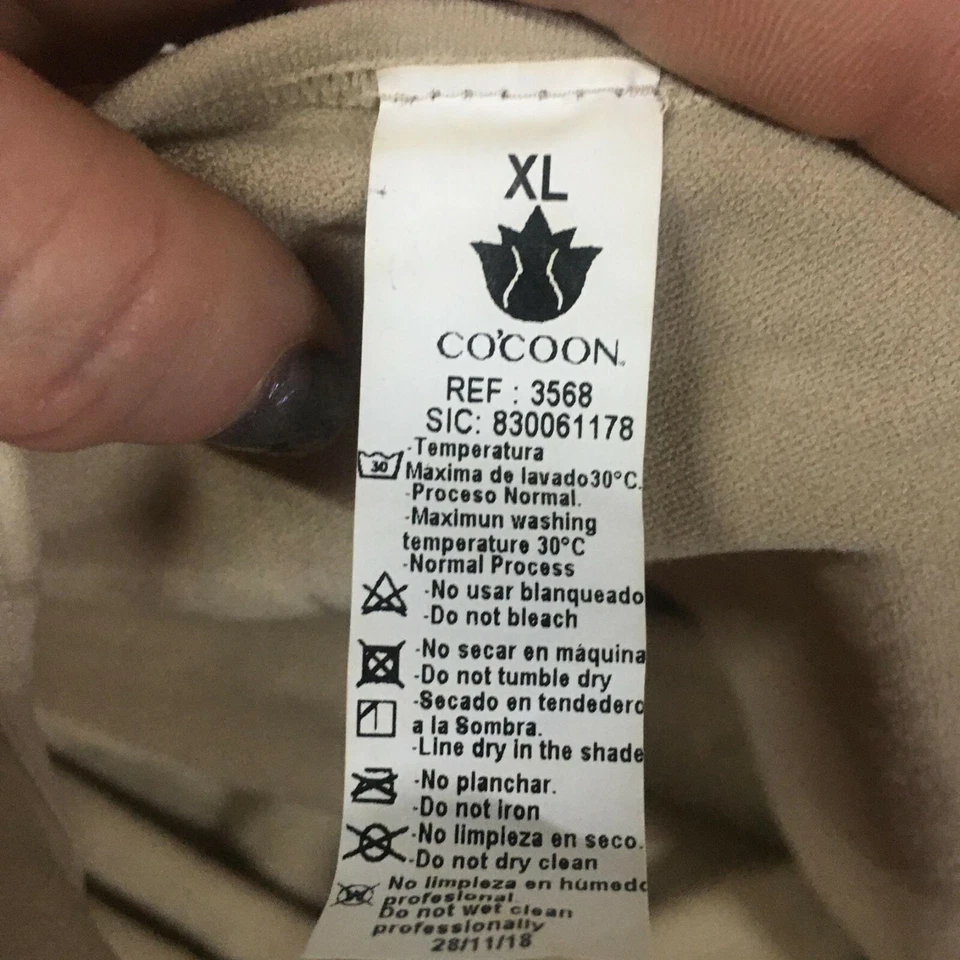 XL
CO'COON
REF : 3568
SIC: 830061178
30
-Temperatura
Máxima de lavado30°C.
-Proceso Normal.
-Maximun washing
temperature 30°C
-Normal Process
-No usar blanqueado
-Do not bleach
-No secar en máquina
-Do not tumble dry
-Secado en tendedero
a la Sombra.
-Line dry in the shade
-No planchar.
-Do not iron
-No limpieza en seco.
-Do not dry clean
W
No limpieza en húmedo
profesional
Do not wet clean
professionally
28/11/18